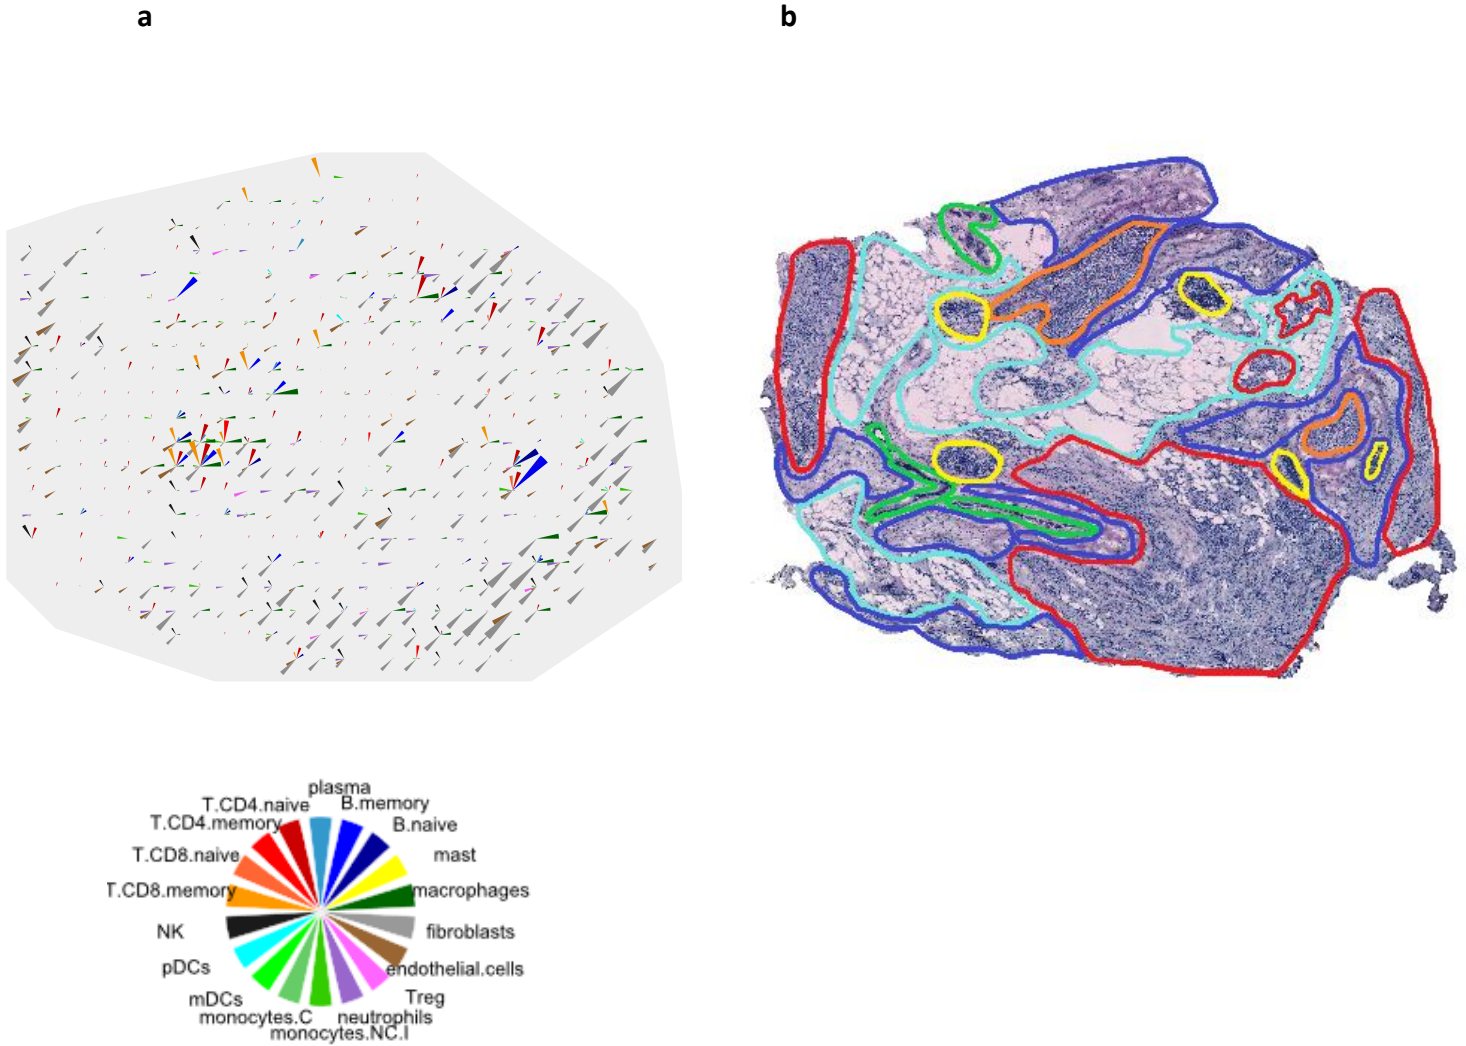 a
b
plasma
T.CD4.naive
B.memory
T.CD4.memory
B.naive
T.CD8.naive
mast
T.CD8.memory
macrophages
NK
fibroblasts
pDCs
endothelial.cells
mDCs
Treg
monocytes.C
neutrophils
monocytes.NC.I